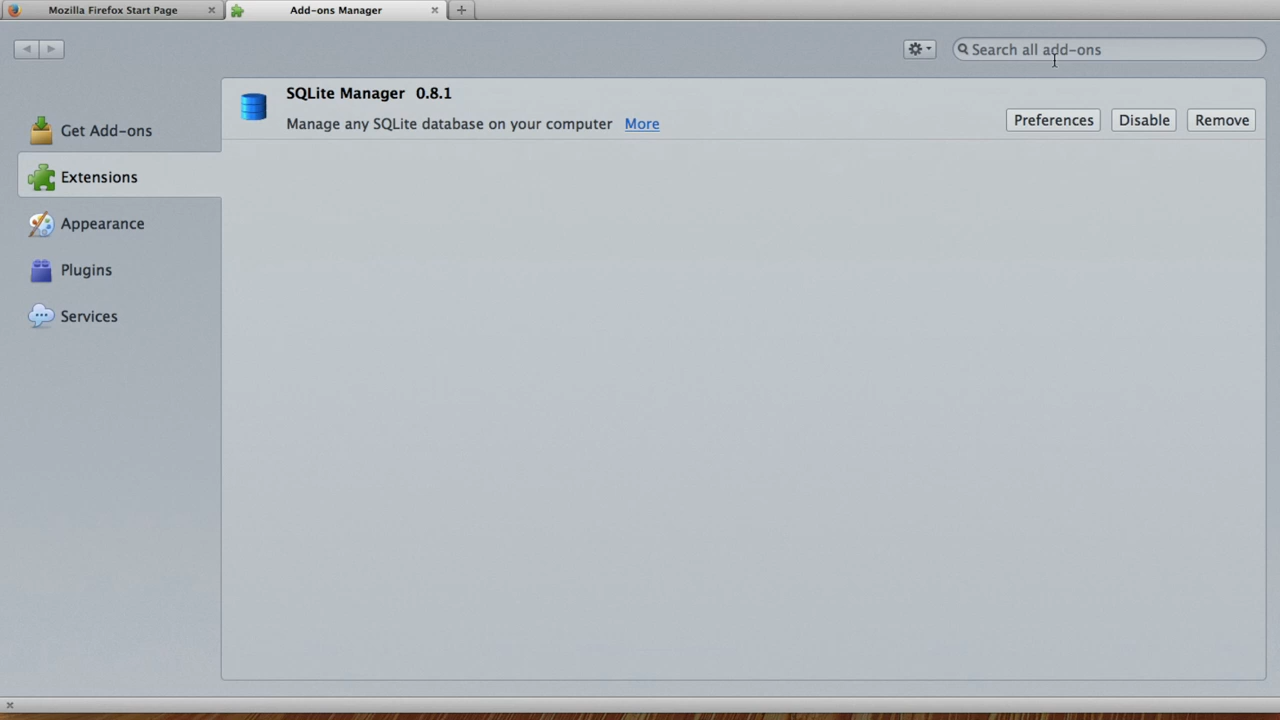 Mozilla Firefox Start Page
Add-ons Manager
Search all add-ons
Get Add-ons
Extensions
Appearance
Plugins
Services
SQLite Manager 0.8.1
Manage any SQLite database on your computer More
Preferences
Disable
Remove